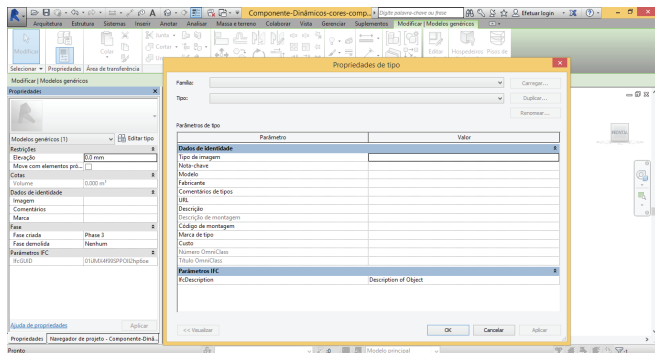 Componente-Dinâmicos-cores-comp...
Digite palavra-chave ou frase
Efetuar login
Arquitetura Estrutura Sistemas Inserir Anotar Analisar Massa e terreno Colaborar Vista Gerenciar Suplementos Modificar | Modelos genéricos
Modificar
Colar
Junta
Cortar
Editar Hospedeiro Plano de
Selecionar Propriedades Área de transferência
Modificar | Modelos genéricos
Propriedades
Modelos genéricos (1) Editar tipo
Restrições
Elevação 0.0 mm
Move com elementos pró...
Cotas
Volume 0.000 m³
Dados de identidade
Imagem
Comentários
Marca
Fase
Fase criada Phase 3
Fase demolida Nenhum
Parâmetros IFC
IfcGUID
Ajuda de propriedades Aplicar
Propriedades Navegador de projeto - Componente-Dinâ...
Pronto
Propriedades de tipo
Família: Carregar...
Tipo: Duplicar...
Renomear...
Parâmetros de tipo
Parâmetro Valor
Dados de identidade
Tipo de imagem
Nota-chave
Modelo
Fabricante
Comentários de tipos
URL
Descrição
Descrição de montagem
Código de montagem
Marca de tipo
Custo
Número OmniClass
Título OmniClass
Parâmetros IFC
IfcDescription Description of Object
<< Visualizar OK Cancelar Aplicar
:0 Modelo principal